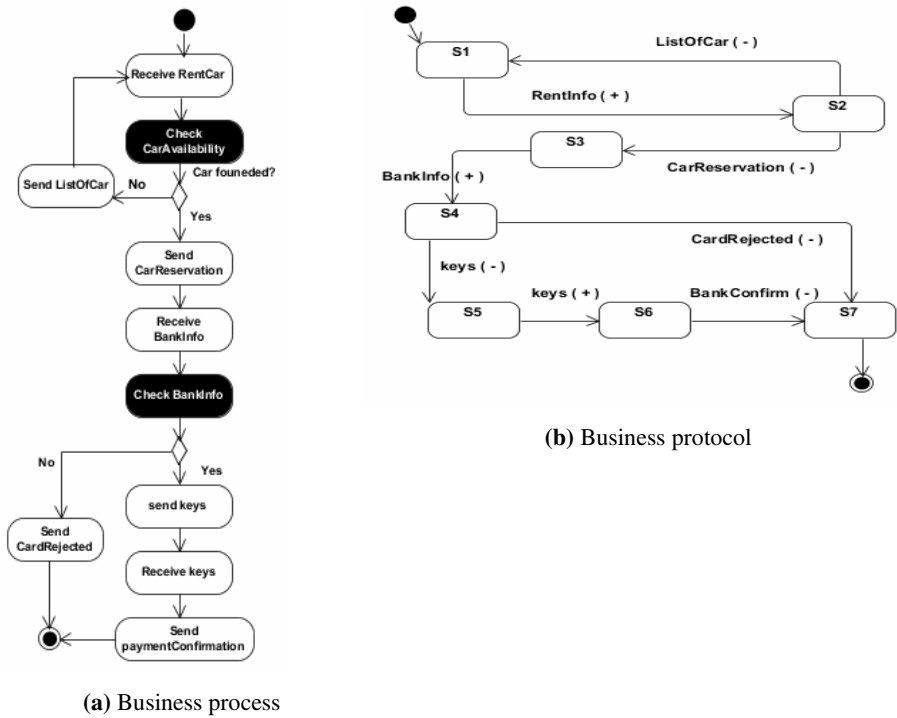 Receive RentCar
Check
CarAvailability
Car founeded?
Send ListOfCar
No
Yes
Send
CarReservation
Receive
BankInfo
Check BankInfo
No
Yes
send keys
Send
CardRejected
Receive keys
Send
paymentConfirmation
(a) Business process
S1
ListOfCar ( - )
RentInfo ( + )
S2
S3
CarReservation ( - )
BankInfo ( + )
S4
CardRejected ( - )
keys ( - )
keys ( + )
BankConfirm ( - )
S5
S6
S7
(b) Business protocol